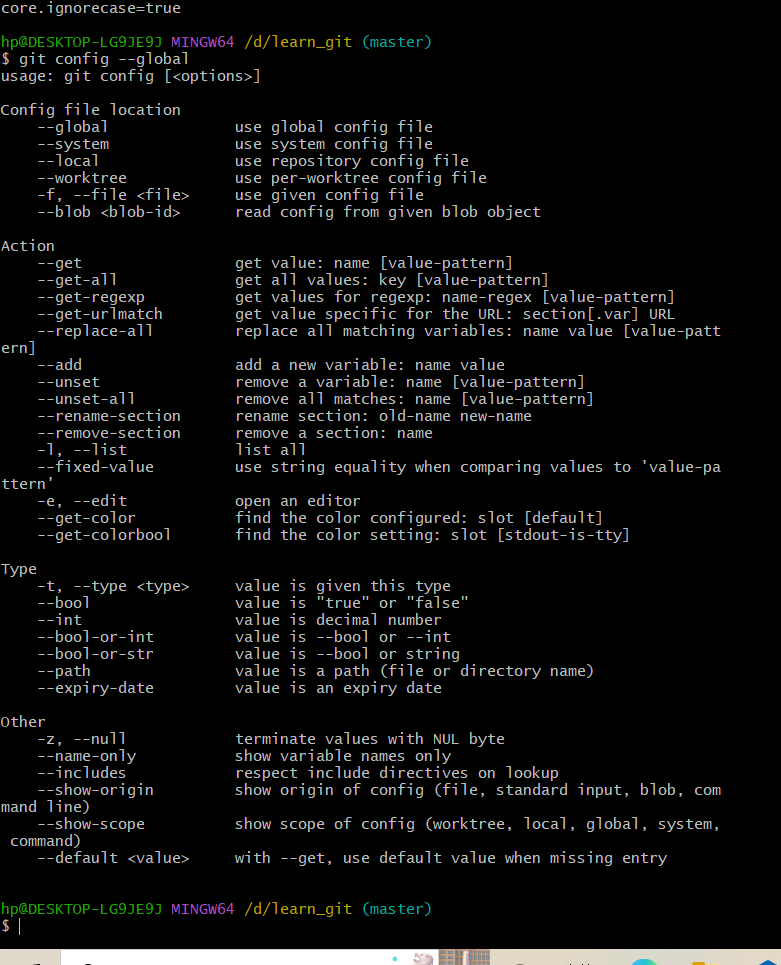 core.ignorecase=true
hp@DESKTOP-LG9JE9J MINGW64 /d/learn_git (master)
$ git config --global
usage: git config [<options>]
Config file location
    --global              use global config file
    --system              use system config file
    --local               use repository config file
    --worktree            use per-worktree config file
    -f, --file <file>     use given config file
    --blob <blob-id>      read config from given blob object
Action
    --get                 get value: name [value-pattern]
    --get-all             get all values: key [value-pattern]
    --get-regexp          get values for regexp: name-regex [value-pattern]
    --get-urlmatch        get value specific for the URL: section[.var] URL
    --replace-all         replace all matching variables: name value [value-patt
ern]
    --add                 add a new variable: name value
    --unset               remove a variable: name [value-pattern]
    --unset-all           remove all matches: name [value-pattern]
    --rename-section      rename section: old-name new-name
    --remove-section      remove a section: name
    -l, --list            list all
    --fixed-value         use string equality when comparing values to 'value-pa
ttern'
    -e, --edit            open an editor
    --get-color           find the color configured: slot [default]
    --get-colorbool       find the color setting: slot [stdout-is-tty]
Type
    -t, --type <type>     value is given this type
    --bool                value is "true" or "false"
    --int                 value is decimal number
    --bool-or-int         value is --bool or --int
    --bool-or-str         value is --bool or string
    --path                value is a path (file or directory name)
    --expiry-date         value is an expiry date
Other
    -z, --null            terminate values with NUL byte
    --name-only           show variable names only
    --includes            respect include directives on lookup
    --show-origin         show origin of config (file, standard input, blob, com
mand line)
    --show-scope          show scope of config (worktree, local, global, system,
 command)
    --default <value>     with --get, use default value when missing entry
hp@DESKTOP-LG9JE9J MINGW64 /d/learn_git (master)
$